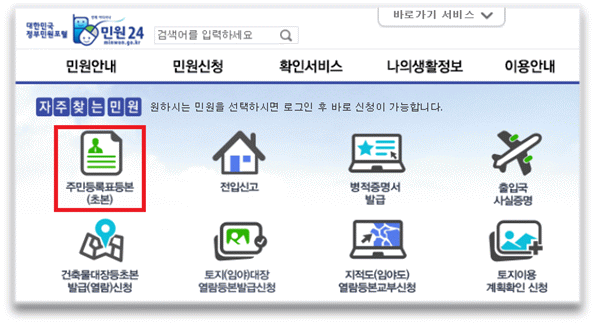 대한민국
정부민원포털
민원24
minwon.go.kr
검색어를 입력하세요
바로가기 서비스
민원안내 민원신청 확인서비스 나의생활정보 이용안내
자주찾는민원 원하시는 민원을 선택하시면 로그인 후 바로 신청이 가능합니다.
주민등록표등본
(초본)
전입신고
병적증명서
발급
출입국
사실증명
건축물대장등초본
발급(열람)신청
토지(임야)대장
열람등본발급신청
지적도(임야도)
열람등본교부신청
토지이용
계획확인 신청